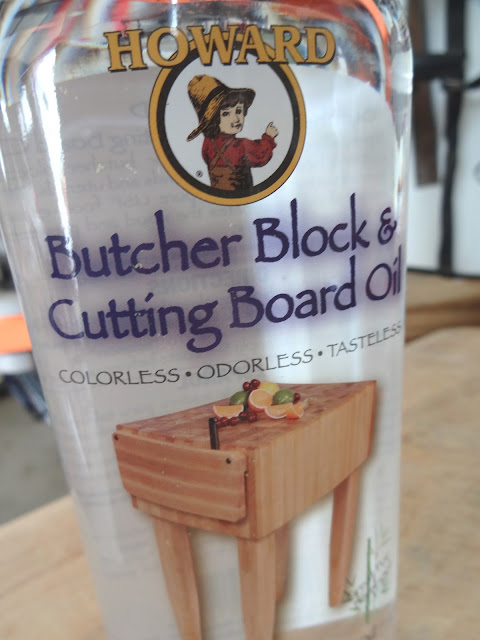 HOWARD
®
Butcher Block &
Cutting Board Oil
COLORLESS • ODORLESS • TASTELESS